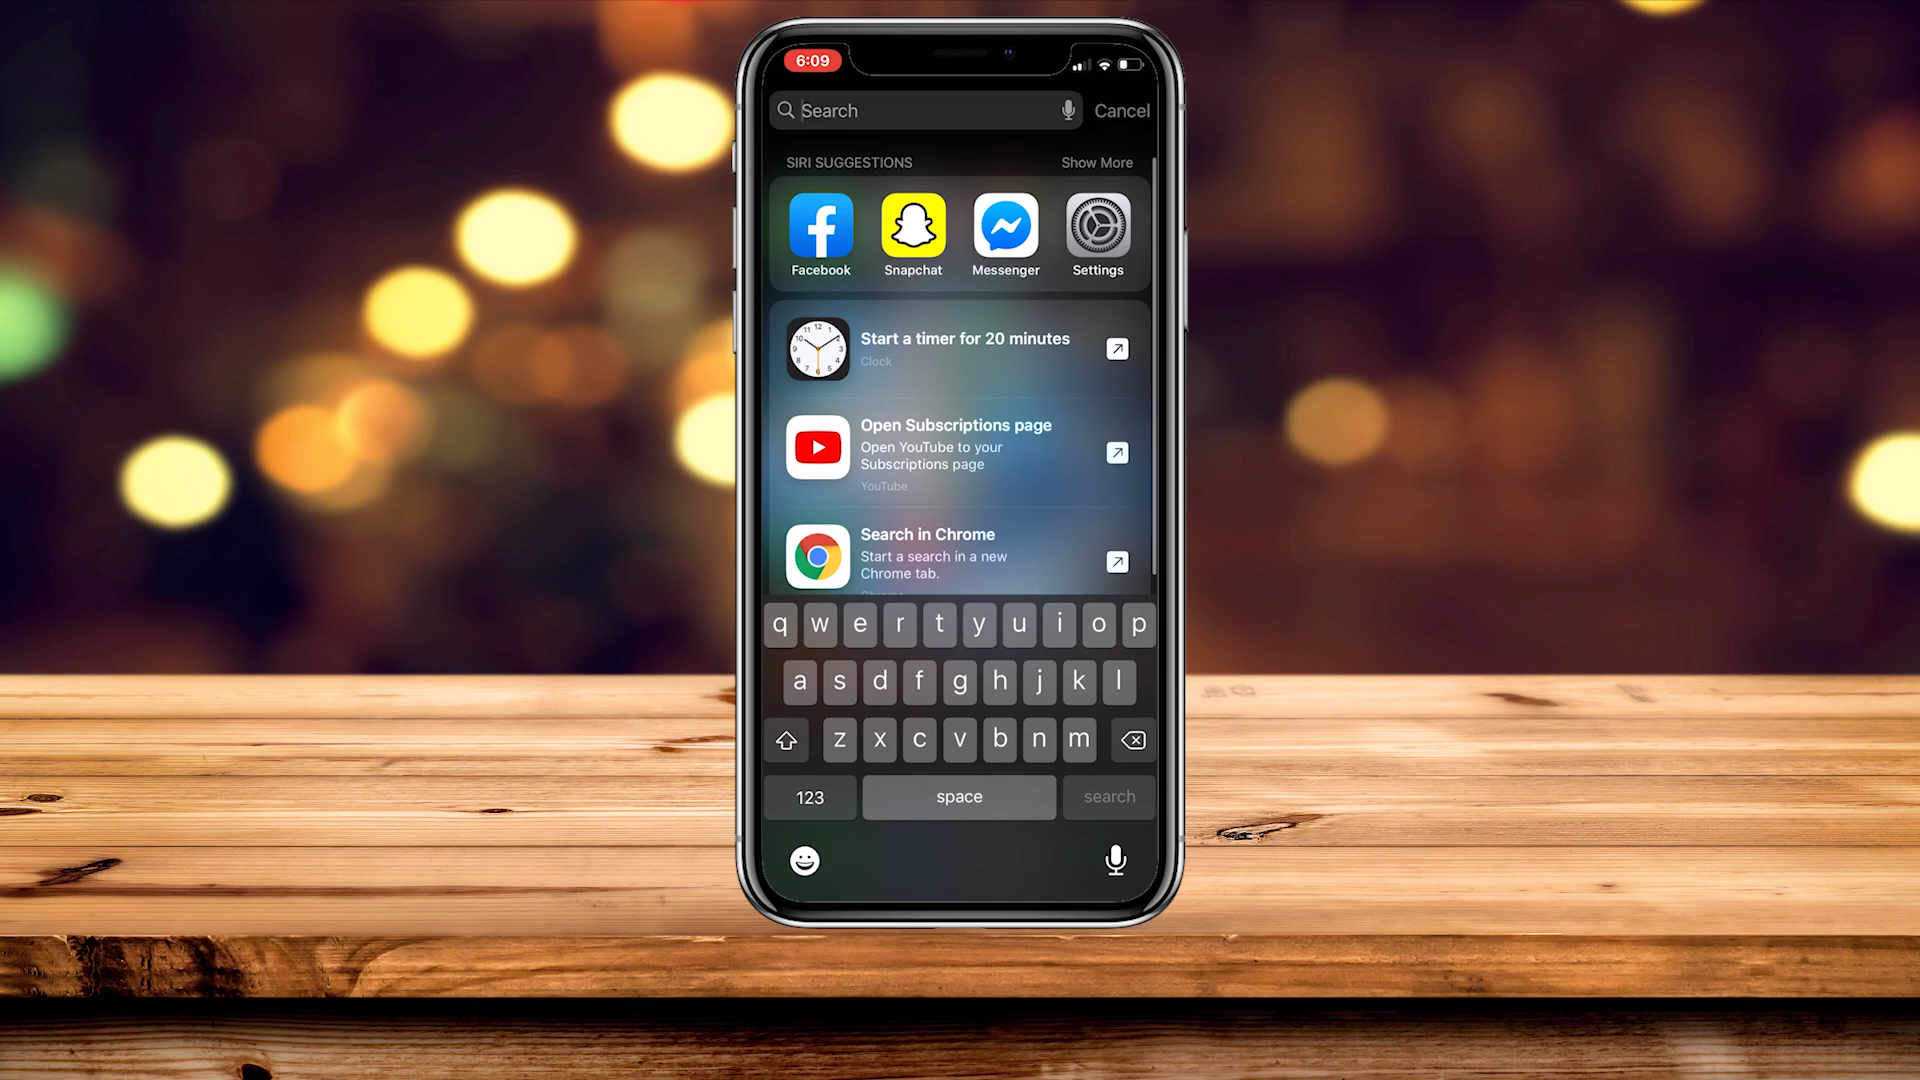 6:09
Search
Cancel
SIRI SUGGESTIONS
Show More
Facebook
Snapchat
Messenger
Settings
Start a timer for 20 minutes
Clock
Open Subscriptions page
Open YouTube to your
Subscriptions page
YouTube
Search in Chrome
Start a search in a new
Chrome tab.
q w e r t y u i o p
a s d f g h j k l
z x c v b n m
123
space
search